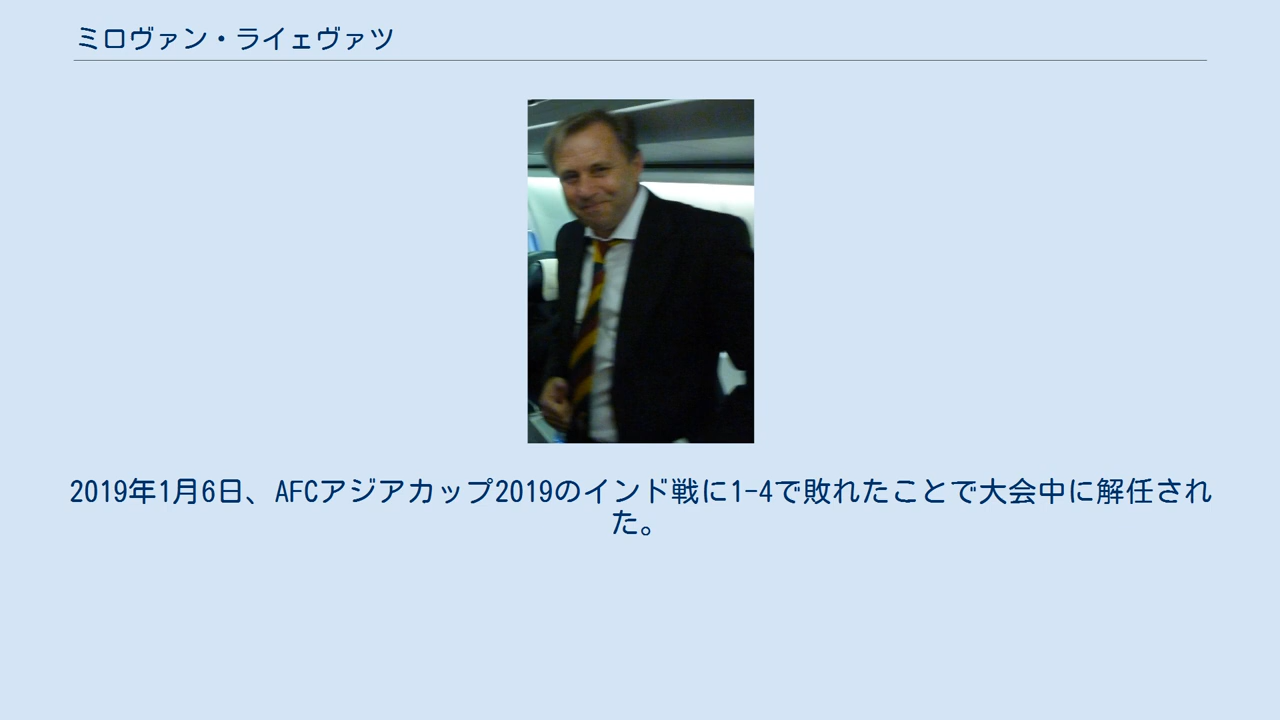 ミロヴァン・ライェヴァツ
2019年1月6日、AFCアジアカップ2019のインド戦に1-4で敗れたことで大会中に解任され
た。